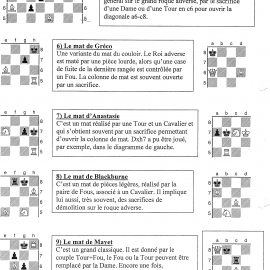 général sur le grand roque adverse, par le sacrifice
d'une Dame ou d'une Tour en c6 pour ouvrir la
diagonale a6-c8.
6) Le mat de Gréco
Une variante du mat du couloir. Le Roi adverse
est maté par une pièce lourde, alors qu'une case
de fuite de la dernière rangée est contrôlée par
un Fou. La colonne de mat est souvent ouverte
par un sacrifice.
7) Le mat d'Anastasie
C'est un mat réalisé par une Tour et un Cavalier et
qui s'obtient souvent par un sacrifice permettant
d'ouvrir la colonne de mat. Dxh7 a pu être joué,
par exemple, dans le diagramme de gauche.
8) Le mat de Blackburne
C'est un mat de pièces légères, réalisé par la
paire de Fous, associé à un Cavalier. Il implique
lui aussi, très souvent, des sacrifices de
démolition sur le roque adverse.
9) Le mat de Mayet
C'est un grand classique. Il est donné par le
couple Tour+Fou, le Fou ou la Tour pouvant être
remplacé par la Dame. Encore une fois,